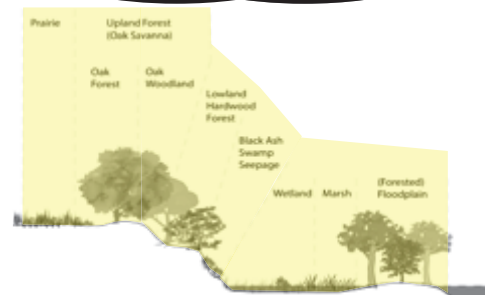 Prairie
Upland Forest
(Oak Savanna)
Oak
Forest
Oak
Woodland
Lowland
Hardwood
Forest
Black Ash
Swamp
Seepage
Wetland
Marsh
(Forested)
Floodplain